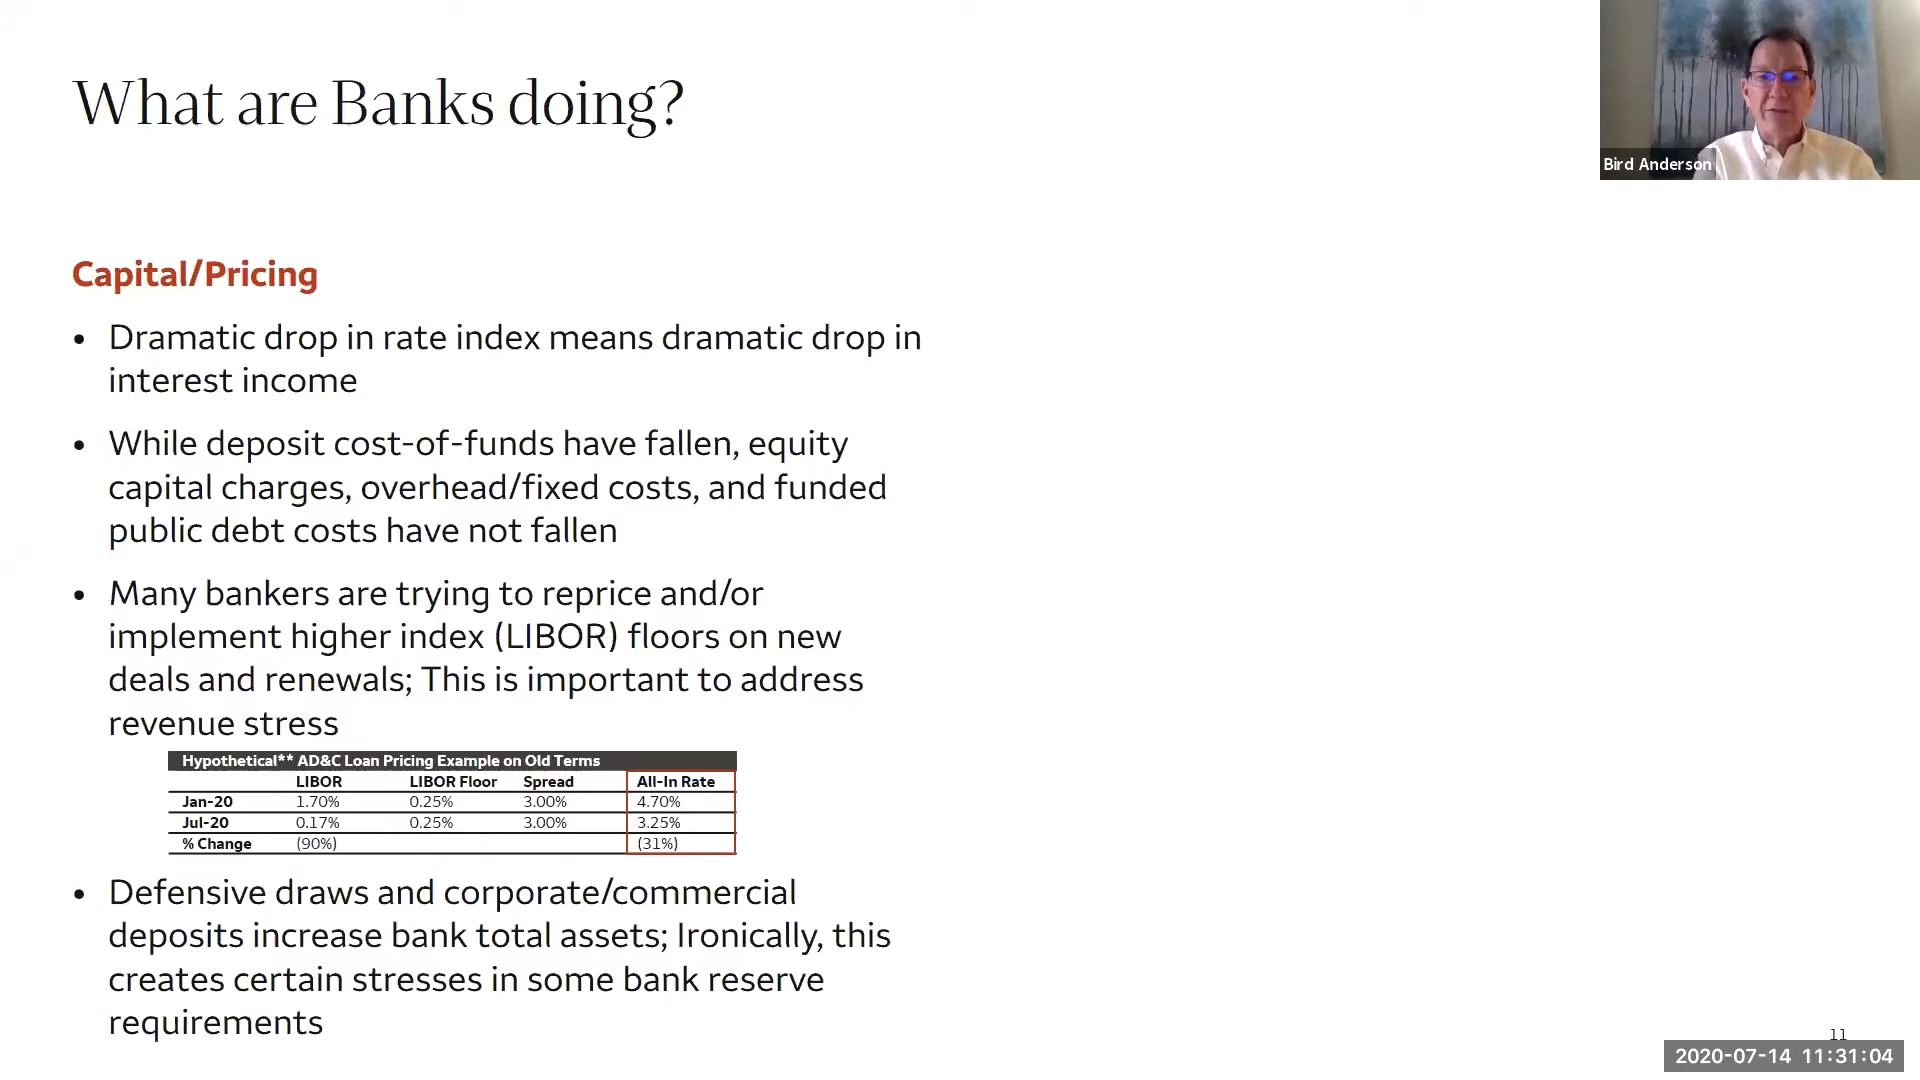 What are Banks doing?
Bird Anderson
Capital/Pricing
• Dramatic drop in rate index means dramatic drop in
interest income
• While deposit cost-of-funds have fallen, equity
capital charges, overhead/fixed costs, and funded
public debt costs have not fallen
• Many bankers are trying to reprice and/or
implement higher index (LIBOR) floors on new
deals and renewals; This is important to address
revenue stress
Hypothetical** AD&C Loan Pricing Example on Old Terms
LIBOR LIBOR Floor Spread All-In Rate
Jan-20 1.70% 0.25% 3.00% 4.70%
Jul-20 0.17% 0.25% 3.00% 3.25%
% Change (90%) (31%)
• Defensive draws and corporate/commercial
deposits increase bank total assets; Ironically, this
creates certain stresses in some bank reserve
requirements
11
2020-07-14 11:31:04